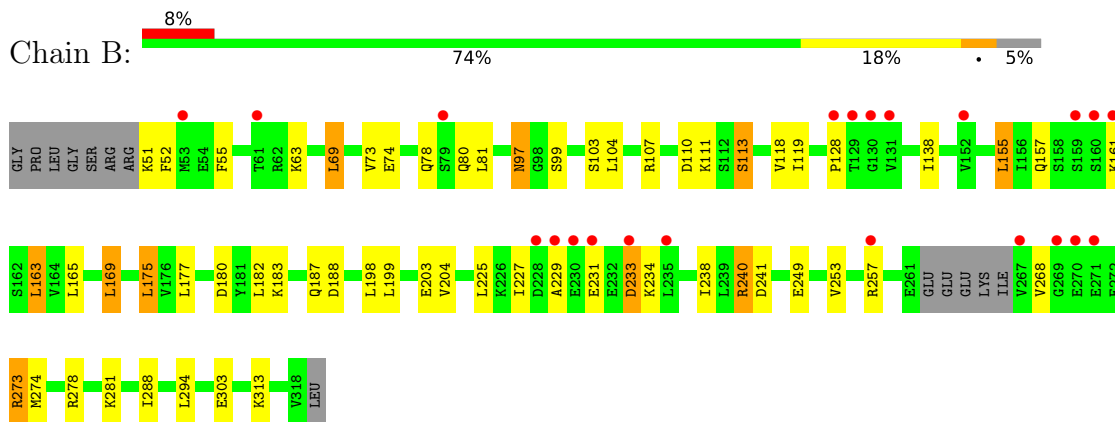 8%
Chain B:
74% 18% • 5%
GLY PRO LEU GLY SER ARG ARG K51 F52 M53 E54 F55 T61 R62 K63 L69 V73 E74 Q78 S79 Q80 L81 N97 G98 S99 S103 L104 R107 D110 K111 S112 S113 V118 I119 P128 T129 G130 V131 I138 V152 L155 I156 Q157 S158 S159 S160 K161
S162 L163 V164 L165 L169 L175 V176 L177 D180 Y181 L182 K183 Q187 D188 L198 L199 E203 V204 L225 K226 I227 D228 A229 E230 E231 E232 D233 K234 L235 I238 L239 R240 D241 E249 V253 R257 E261 GLU GLU GLU LYS ILE V267 V268 G269 E270 E271 E272
R273 M274 R278 K281 I288 L294 E303 K313 V318 LEU